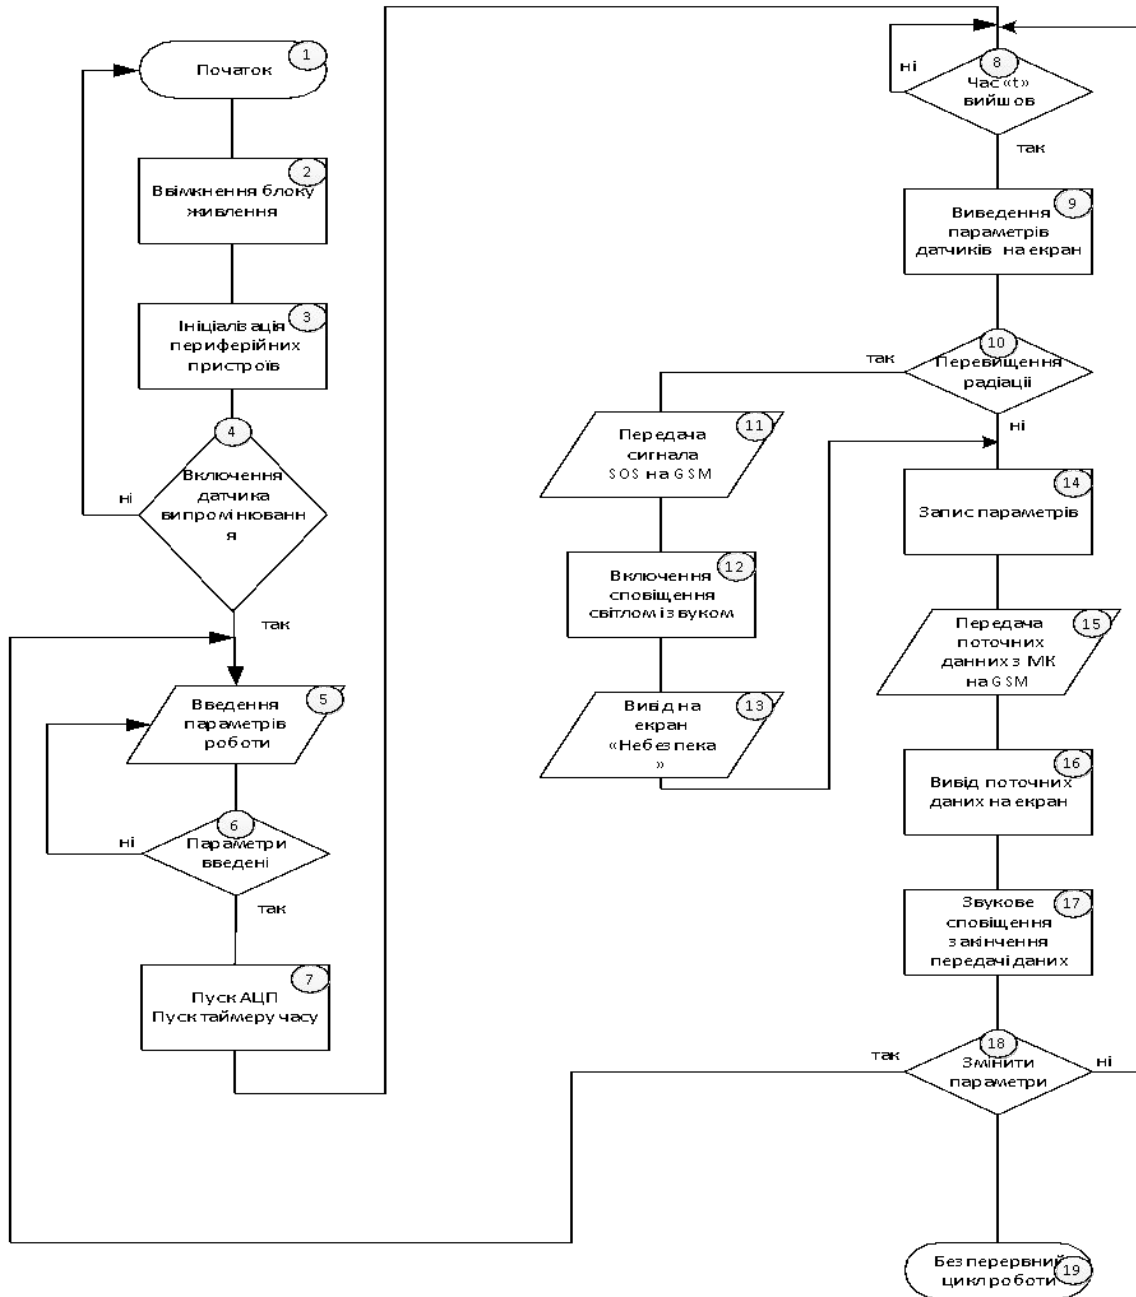 1
Початок
2
Ввімкнення блоку
живлення
3
Ініціалізація
периферійних
пристроїв
4
Включення
датчика
випромінюванн
я
ні
так
5
Введення
параметрів
роботи
6
Параметри
введені
ні
так
7
Пуск АЦП
Пуск таймеру часу
8
Час «t»
вийшов
ні
так
9
Виведення
параметрів
датчиків на екран
10
Перевищення
радіації
так
ні
11
Передача
сигнала
SOS на GSM
12
Включення
сповіщення
світлом і звуком
13
Вивід на
екран
«Небезпека
»
14
Запис параметрів
15
Передача
поточних
данних з МК
на GSM
16
Вивід поточних
даних на екран
17
Звукове
сповіщення
закінчення
передачі даних
18
Змінити
параметри
так
ні
Безперервний
цикл роботи
19